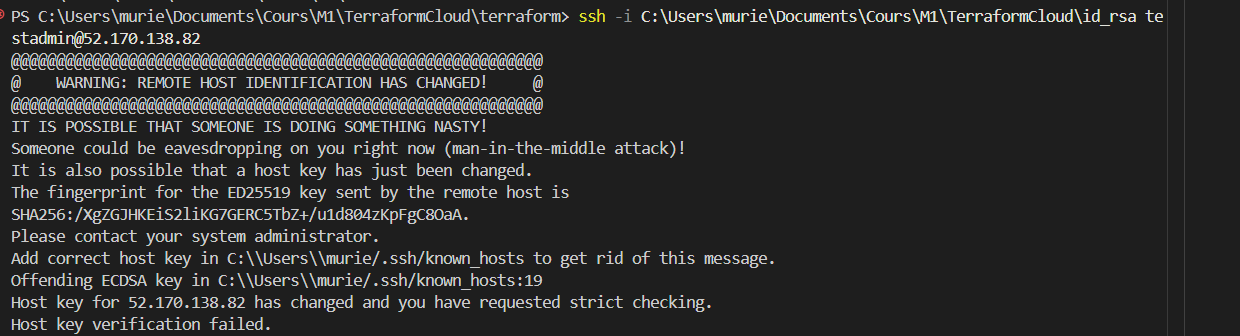 PS C:\Users\murie\Documents\Cours\M1\TerraformCloud\terraform> ssh -i C:\Users\murie\Documents\Cours\M1\TerraformCloud\id_rsa te
stadmin@52.170.138.82
@@@@@@@@@@@@@@@@@@@@@@@@@@@@@@@@@@@@@@@@@@@@@@@@@@@@@@@@@@@
@    WARNING: REMOTE HOST IDENTIFICATION HAS CHANGED!     @
@@@@@@@@@@@@@@@@@@@@@@@@@@@@@@@@@@@@@@@@@@@@@@@@@@@@@@@@@@@
IT IS POSSIBLE THAT SOMEONE IS DOING SOMETHING NASTY!
Someone could be eavesdropping on you right now (man-in-the-middle attack)!
It is also possible that a host key has just been changed.
The fingerprint for the ED25519 key sent by the remote host is
SHA256:/XgZGJHKEiS2liKG7GERC5TbZ+/u1d804zKpFgC8OaA.
Please contact your system administrator.
Add correct host key in C:\\Users\\murie/.ssh/known_hosts to get rid of this message.
Offending ECDSA key in C:\\Users\\murie/.ssh/known_hosts:19
Host key for 52.170.138.82 has changed and you have requested strict checking.
Host key verification failed.